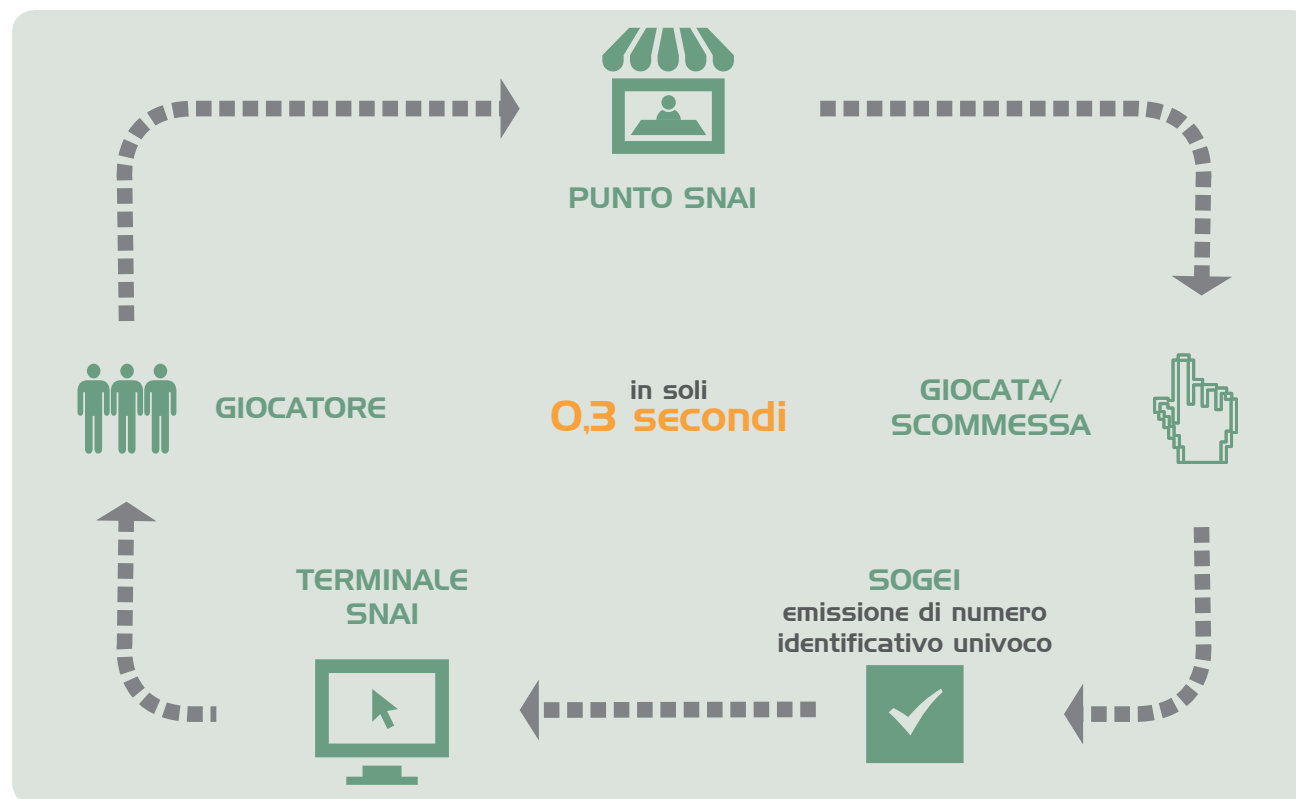 PUNTO SNAI
GIOCATORE
in soli
0,3 secondi
GIOCATA/
SCOMMESSA
TERMINALE
SNAI
SOGEI
emissione di numero
identificativo univoco